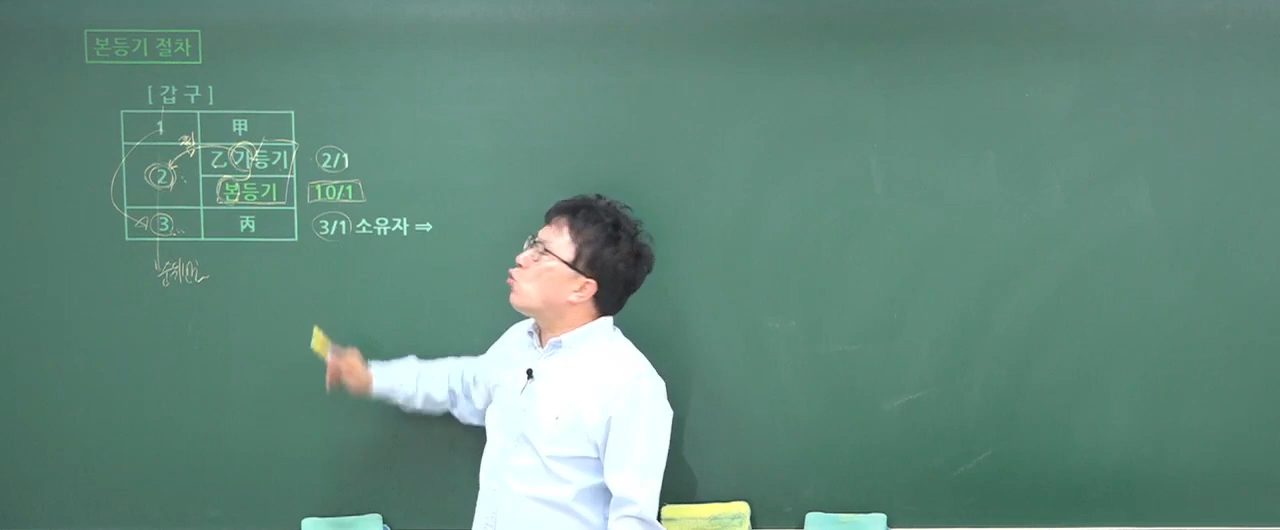 본등기 절차
[ 갑 구 ]
1 甲
2 乙 가등기 2/1
본등기 10/1
3 丙 3/1 소유자 ⇒